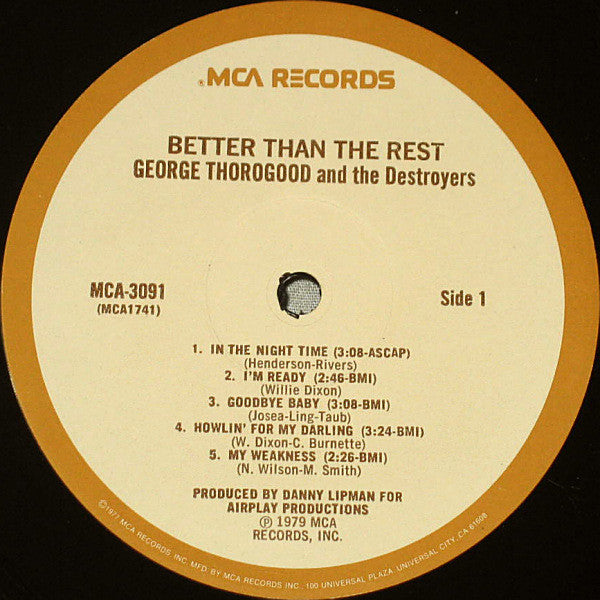 ®MCA RECORDS
BETTER THAN THE REST
GEORGE THOROGOOD and the Destroyers
MCA-3091
(MCA1741)
Side 1
1. IN THE NIGHT TIME (3:08-ASCAP)
(Henderson-Rivers)
2. I'M READY (2:46-BMI)
(Willie Dixon)
3. GOODBYE BABY (3:08-BMI)
(Josea-Ling-Taub)
4. HOWLIN' FOR MY DARLING (3:24-BMI)
(W. Dixon-C. Burnette)
5. MY WEAKNESS (2:26-BMI)
(N. Wilson-M. Smith)
PRODUCED BY DANNY LIPMAN FOR
AIRPLAY PRODUCTIONS
℗ 1979 MCA
RECORDS, INC.
©1977 MCA RECORDS, INC. MFD. BY MCA RECORDS INC., 100 UNIVERSAL PLAZA, UNIVERSAL CITY, CA 61608